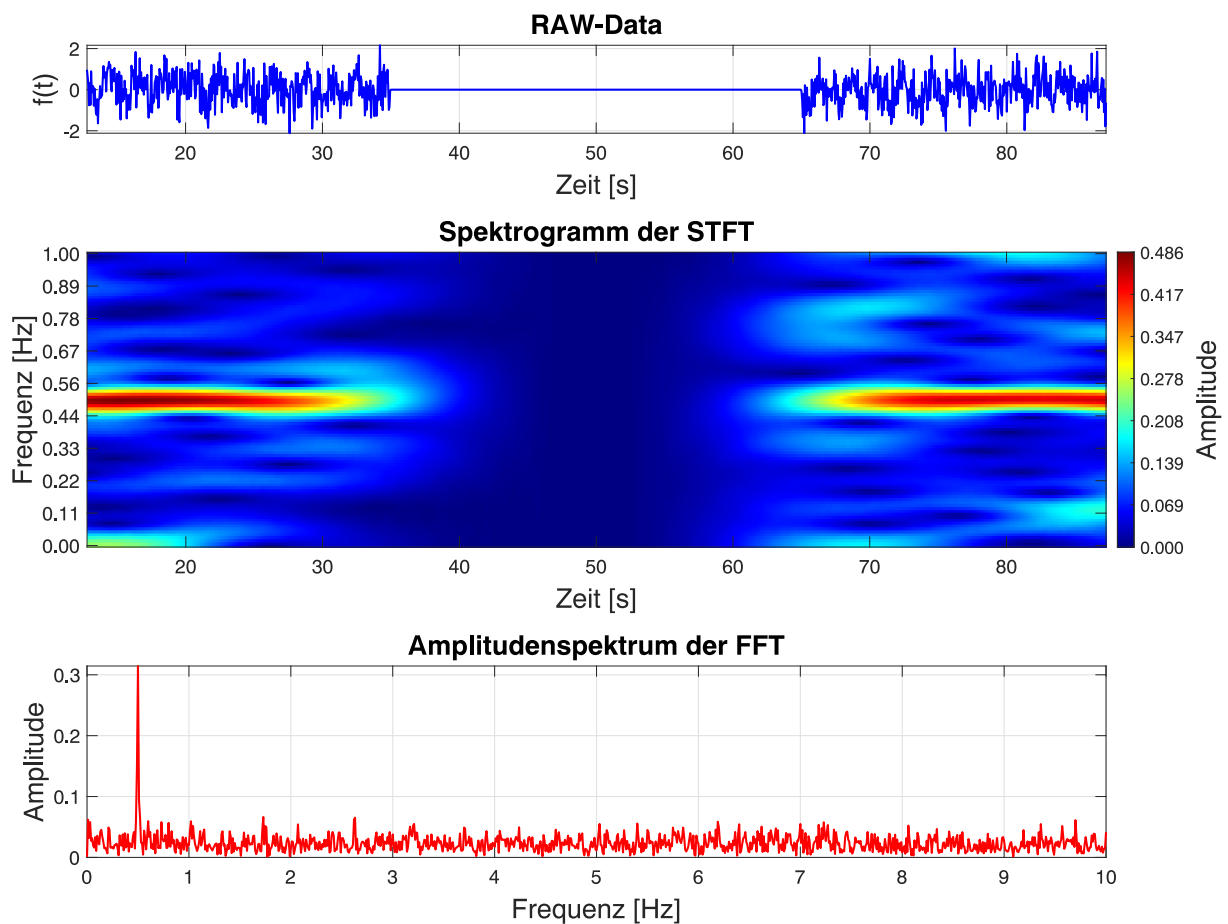 RAW-Data
f(t)
2
0
-2
20 30 40 50 60 70 80
Zeit [s]
Spektrogramm der STFT
Frequenz [Hz]
1.00
0.89
0.78
0.67
0.56
0.44
0.33
0.22
0.11
0.00
20 30 40 50 60 70 80
Zeit [s]
0.486
0.417
0.347
0.278
0.208
0.139
0.069
0.000
Amplitude
Amplitudenspektrum der FFT
Amplitude
0.3
0.2
0.1
0
0 1 2 3 4 5 6 7 8 9 10
Frequenz [Hz]